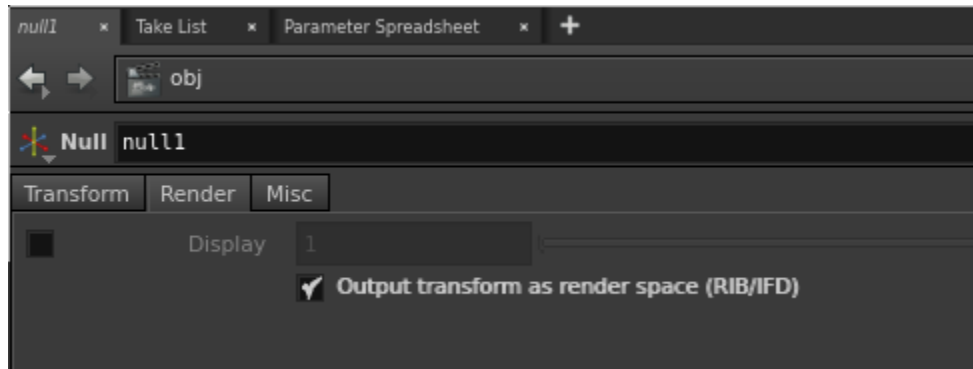 null1 × Take List × Parameter Spreadsheet × +
obj
Null null1
Transform Render Misc
Display 1
Output transform as render space (RIB/IFD)